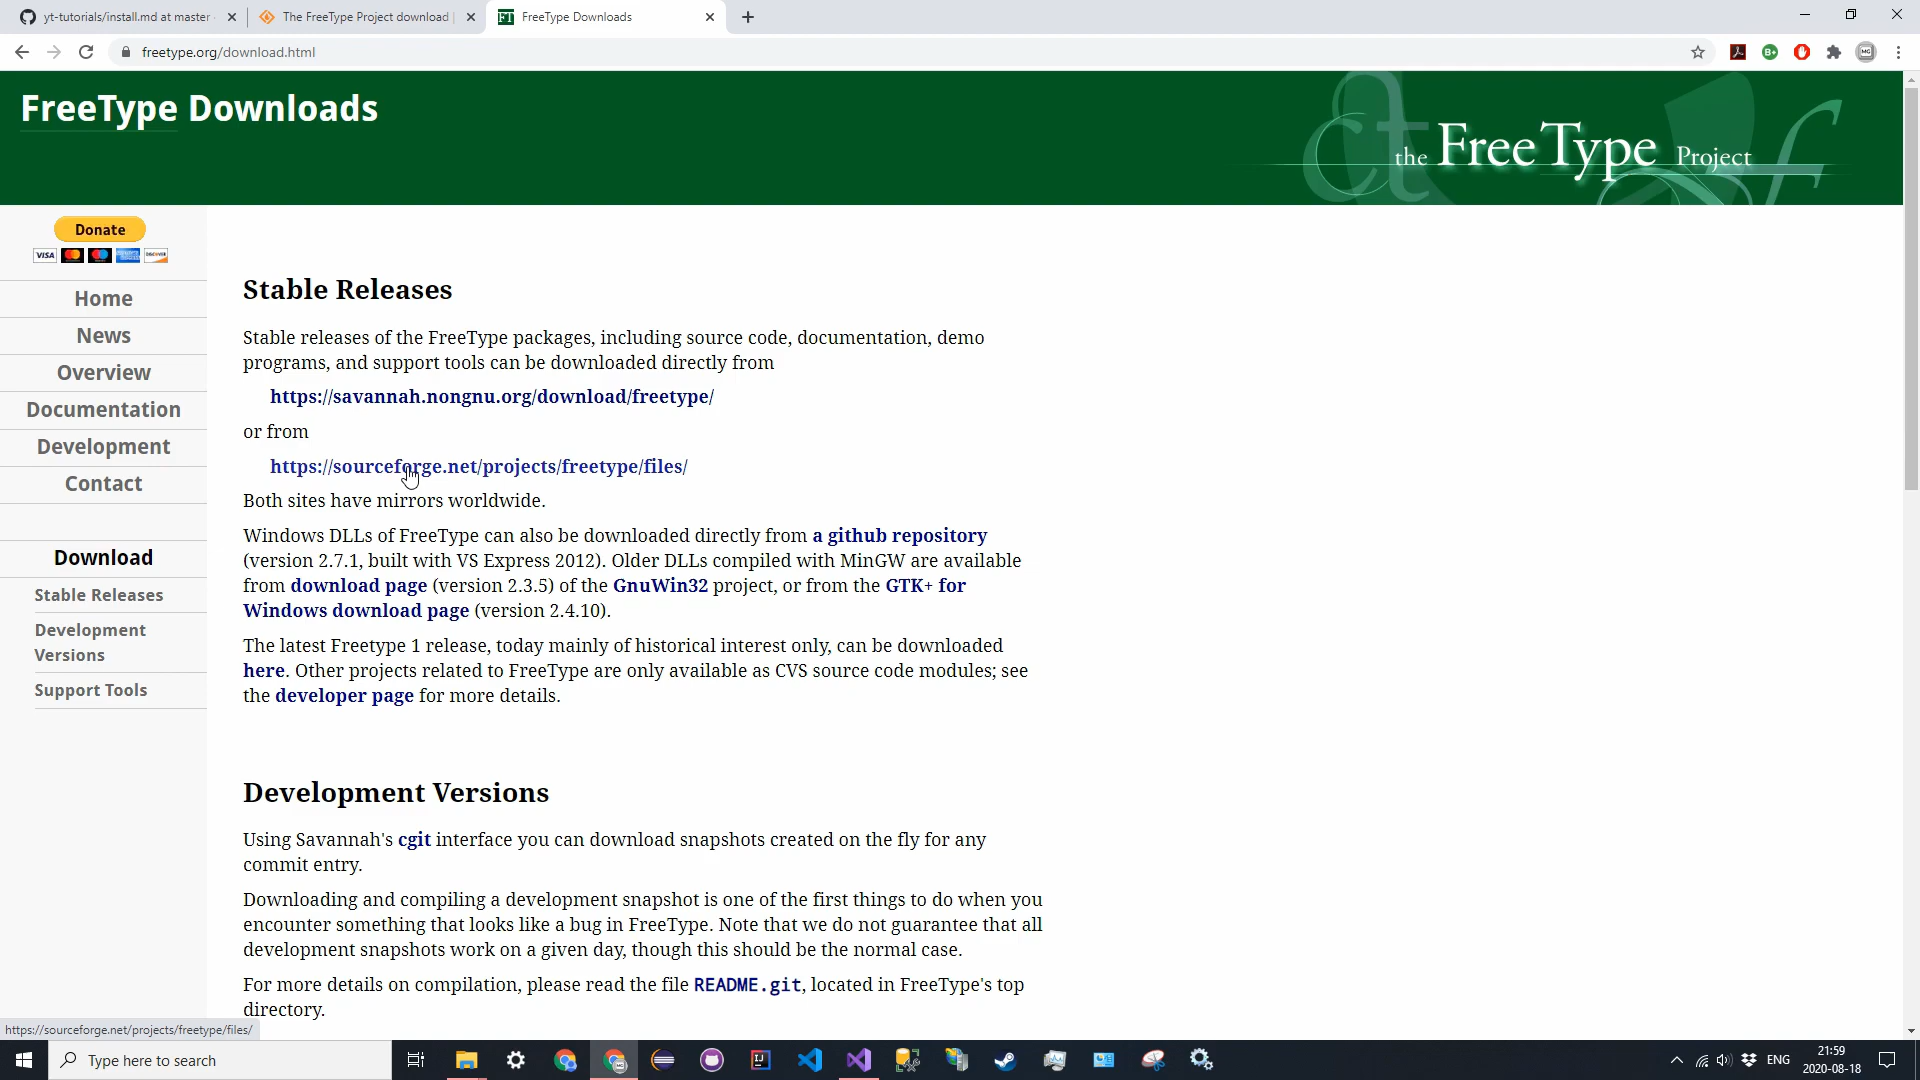 yt-tutorials/install.md at master
The FreeType Project download |
FreeType Downloads
freetype.org/download.html
FreeType Downloads
the FreeType Project
Donate
VISA
Home
News
Overview
Documentation
Development
Contact
Download
Stable Releases
Development
Versions
Support Tools
Stable Releases
Stable releases of the FreeType packages, including source code, documentation, demo
programs, and support tools can be downloaded directly from
https://savannah.nongnu.org/download/freetype/
or from
https://sourceforge.net/projects/freetype/files/
Both sites have mirrors worldwide.
Windows DLLs of FreeType can also be downloaded directly from a github repository
(version 2.7.1, built with VS Express 2012). Older DLLs compiled with MinGW are available
from download page (version 2.3.5) of the GnuWin32 project, or from the GTK+ for
Windows download page (version 2.4.10).
The latest Freetype 1 release, today mainly of historical interest only, can be downloaded
here. Other projects related to FreeType are only available as CVS source code modules; see
the developer page for more details.
Development Versions
Using Savannah's cgit interface you can download snapshots created on the fly for any
commit entry.
Downloading and compiling a development snapshot is one of the first things to do when you
encounter something that looks like a bug in FreeType. Note that we do not guarantee that all
development snapshots work on a given day, though this should be the normal case.
For more details on compilation, please read the file README.git, located in FreeType's top
directory.
https://sourceforge.net/projects/freetype/files/
Type here to search
ENG
21:59
2020-08-18